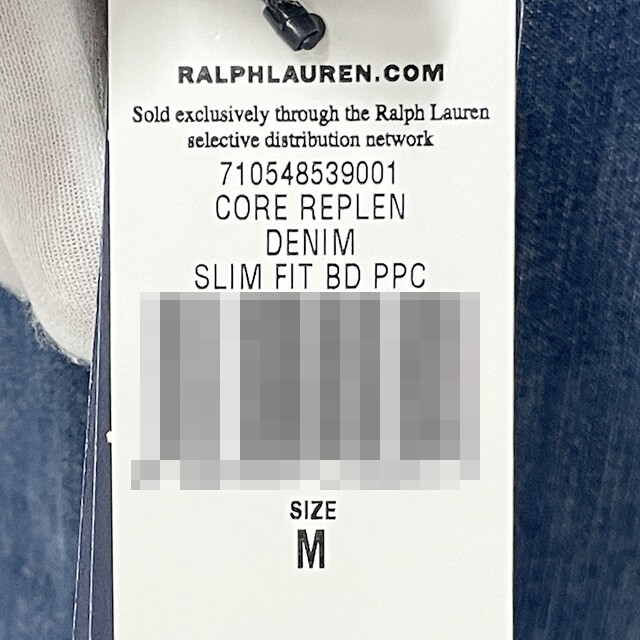 RALPHLAUREN.COM
Sold exclusively through the Ralph Lauren
selective distribution network
710548539001
CORE REPLEN
DENIM
SLIM FIT BD PPC
SIZE
M